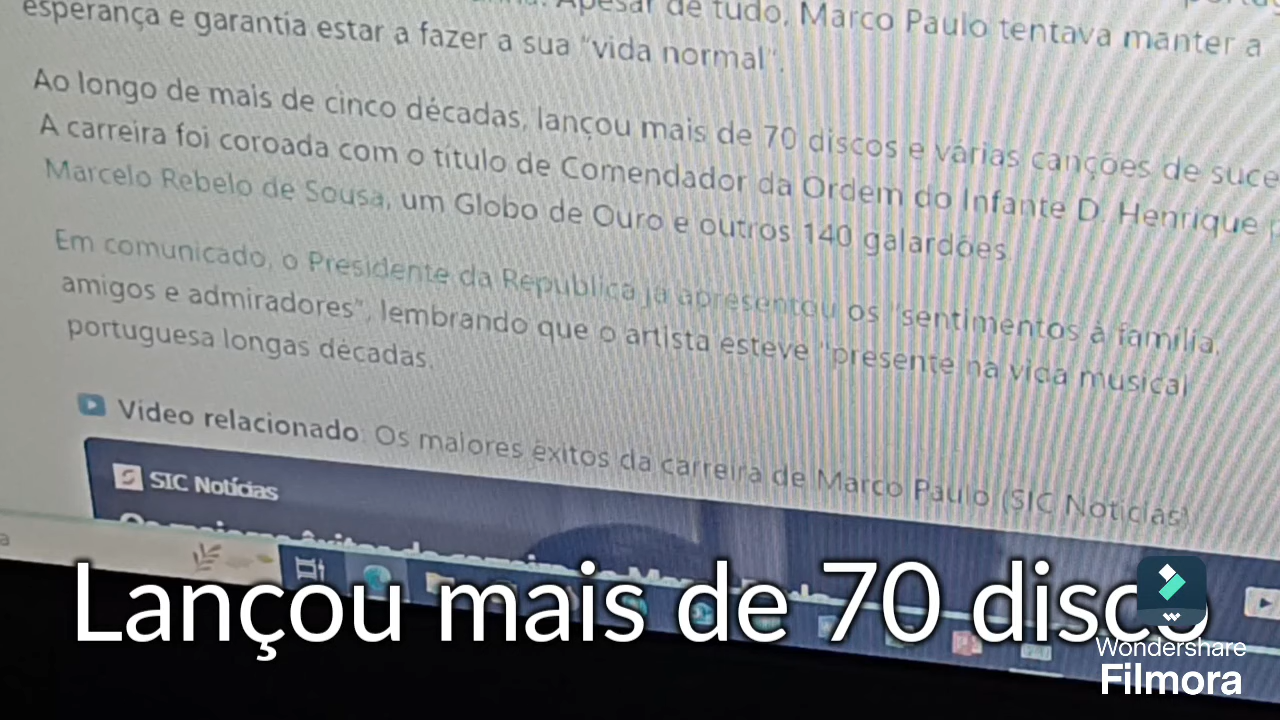 Apesar de tudo, Marco Paulo tentava manter a
esperança e garantia estar a fazer a sua "vida normal".
Ao longo de mais de cinco décadas, lançou mais de 70 discos e várias canções de suce
A carreira foi coroada com o título de Comendador da Ordem do Infante D. Henrique
Marcelo Rebelo de Sousa, um Globo de Ouro e outros 140 galardões.
Em comunicado, o Presidente da República já apresentou os "sentimentos à família,
amigos e admiradores", lembrando que o artista esteve "presente na vida musical
portuguesa longas décadas.
Vídeo relacionado: Os maiores êxitos da carreira de Marco Paulo (SIC Notícias)
SIC Notícias
Lançou mais de 70 disco
Wondershare
Filmora